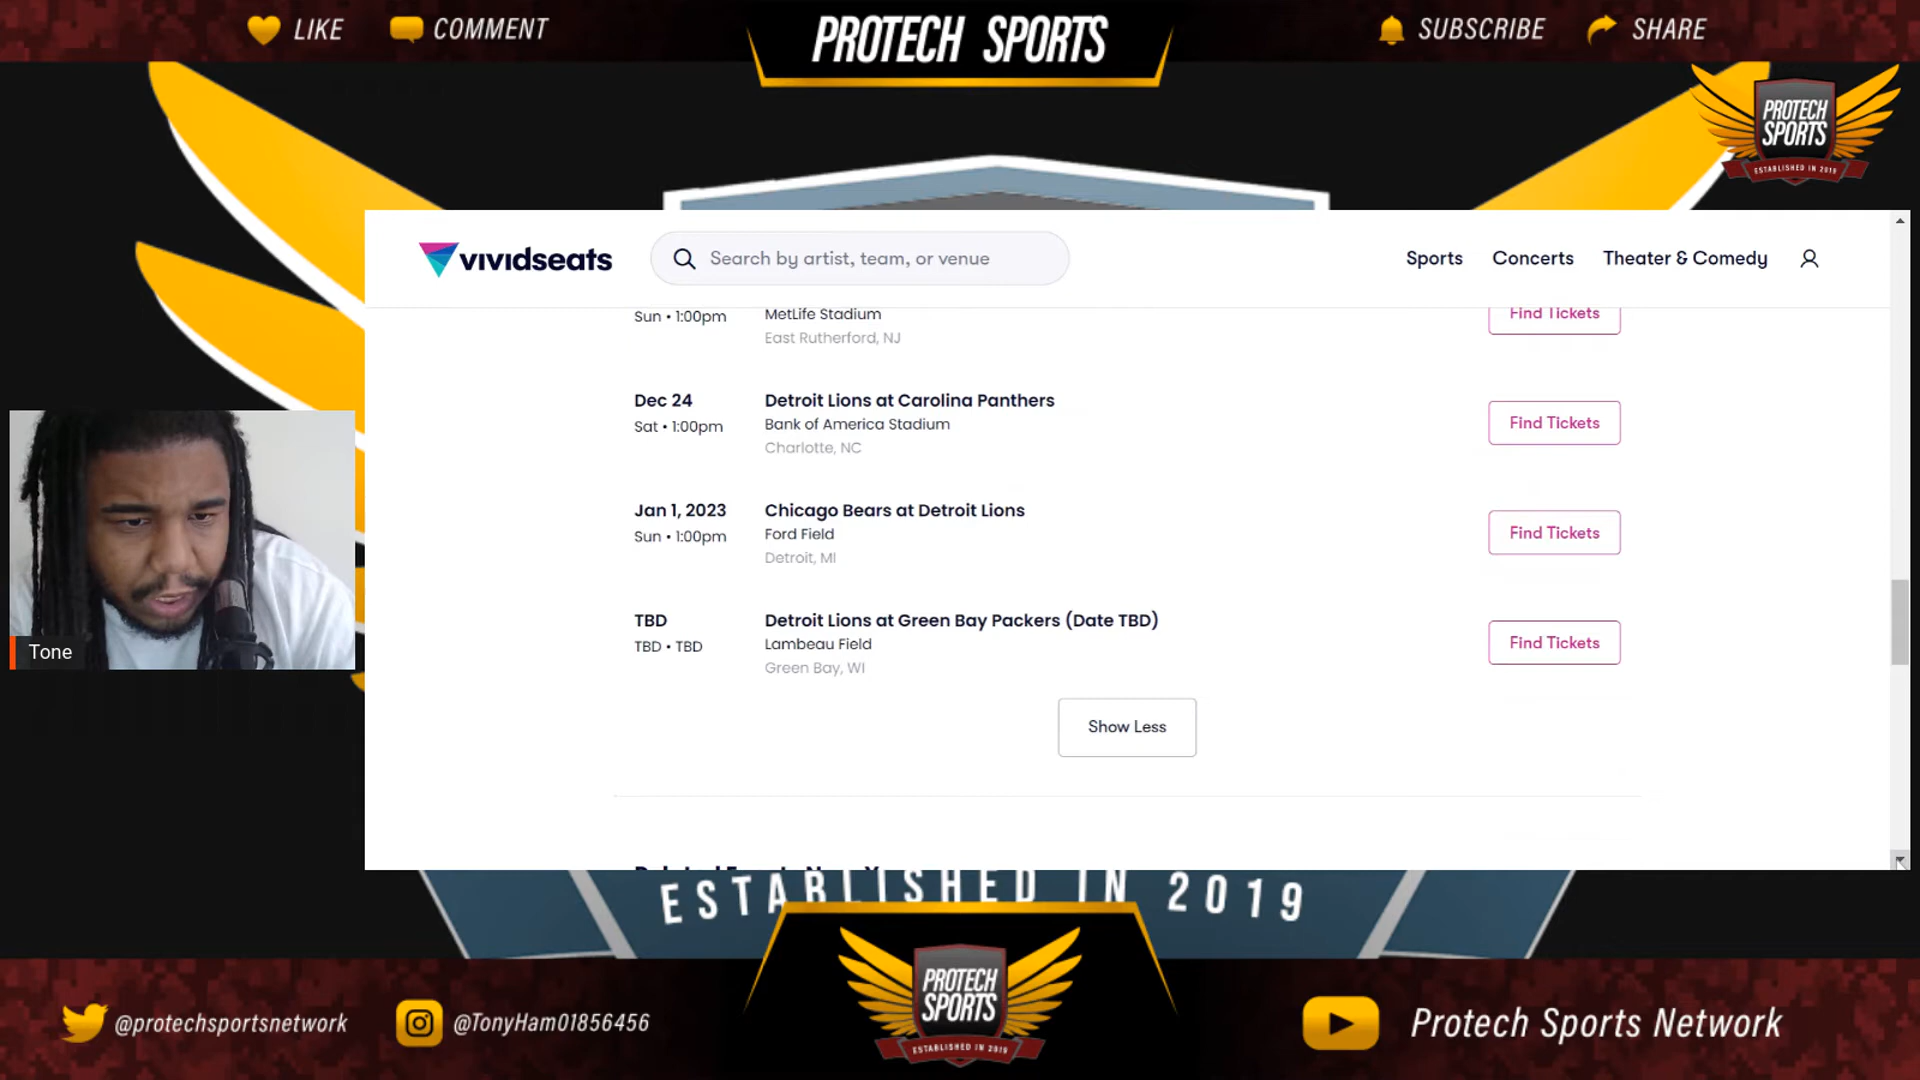 LIKE
COMMENT
PROTECH SPORTS
SUBSCRIBE
SHARE
PROTECH
SPORTS
ESTABLISHED IN 2019
vividseats
Search by artist, team, or venue
Sports
Concerts
Theater & Comedy
Sun • 1:00pm
MetLife Stadium
East Rutherford, NJ
Find Tickets
Dec 24
Sat • 1:00pm
Detroit Lions at Carolina Panthers
Bank of America Stadium
Charlotte, NC
Find Tickets
Jan 1, 2023
Sun • 1:00pm
Chicago Bears at Detroit Lions
Ford Field
Detroit, MI
Find Tickets
TBD
TBD • TBD
Detroit Lions at Green Bay Packers (Date TBD)
Lambeau Field
Green Bay, WI
Find Tickets
Show Less
Tone
ESTABLISHED IN 2019
PROTECH
SPORTS
ESTABLISHED IN 2019
@protechsportsnetwork
@TonyHam01856456
Protech Sports Network